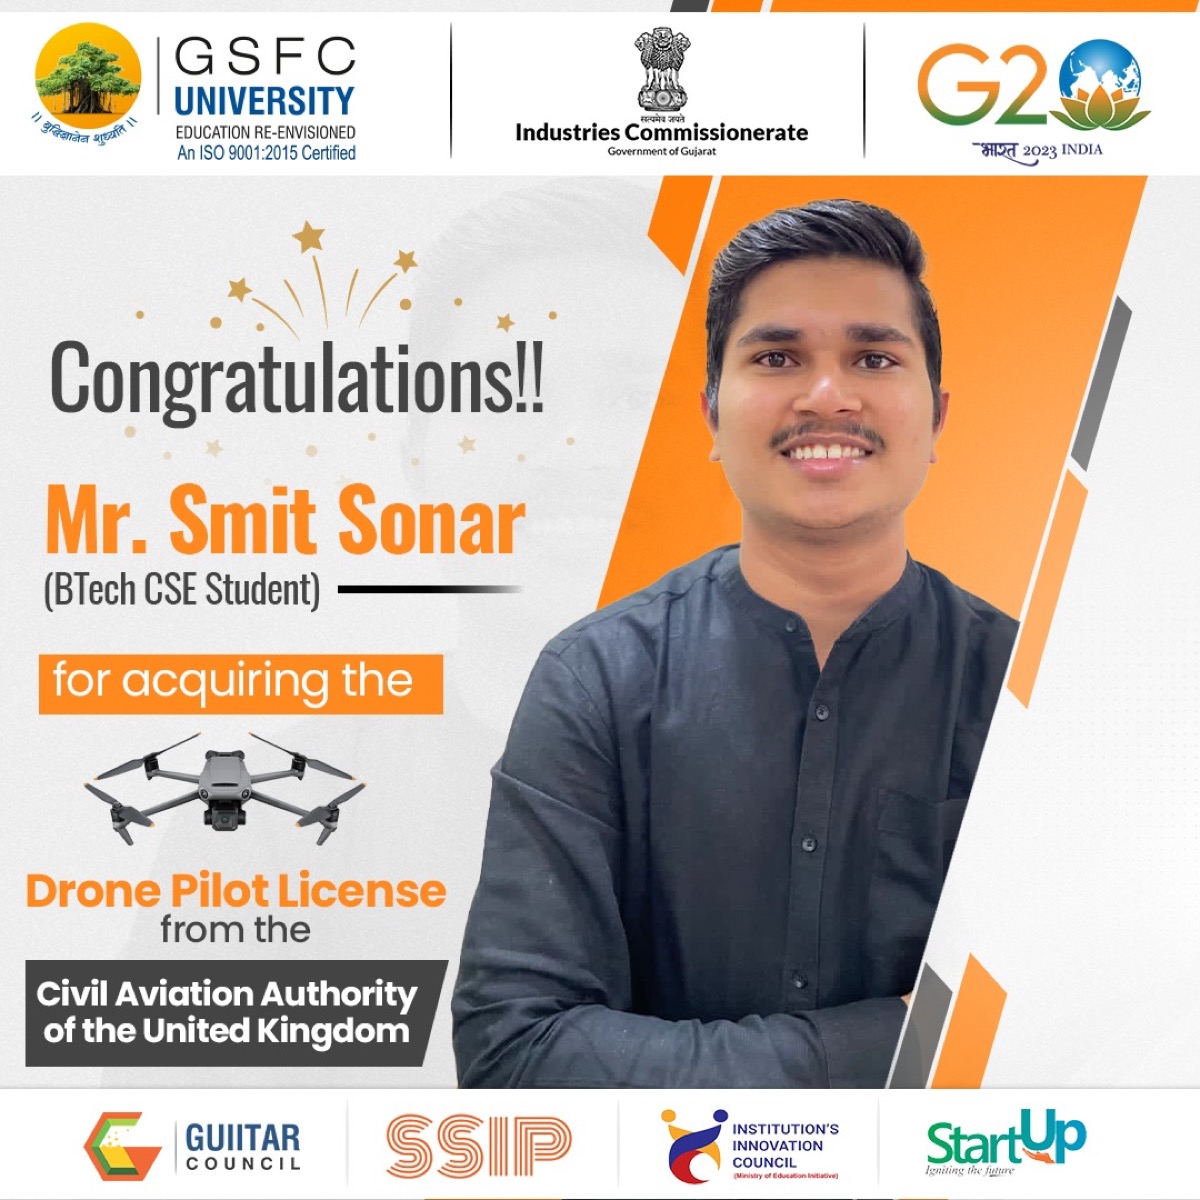 GSFC
UNIVERSITY
EDUCATION RE-ENVISIONED
An ISO 9001:2015 Certified
सत्यमेव जयते
Industries Commissionerate
Government of Gujarat
G20
भारत 2023 INDIA
Congratulations!!
Mr. Smit Sonar
(BTech CSE Student)
for acquiring the
Drone Pilot License
from the
Civil Aviation Authority
of the United Kingdom
GUIITAR
COUNCIL
SSIP
INSTITUTION'S
INNOVATION
COUNCIL
(Ministry of Education Initiative)
StartUp
Igniting the future